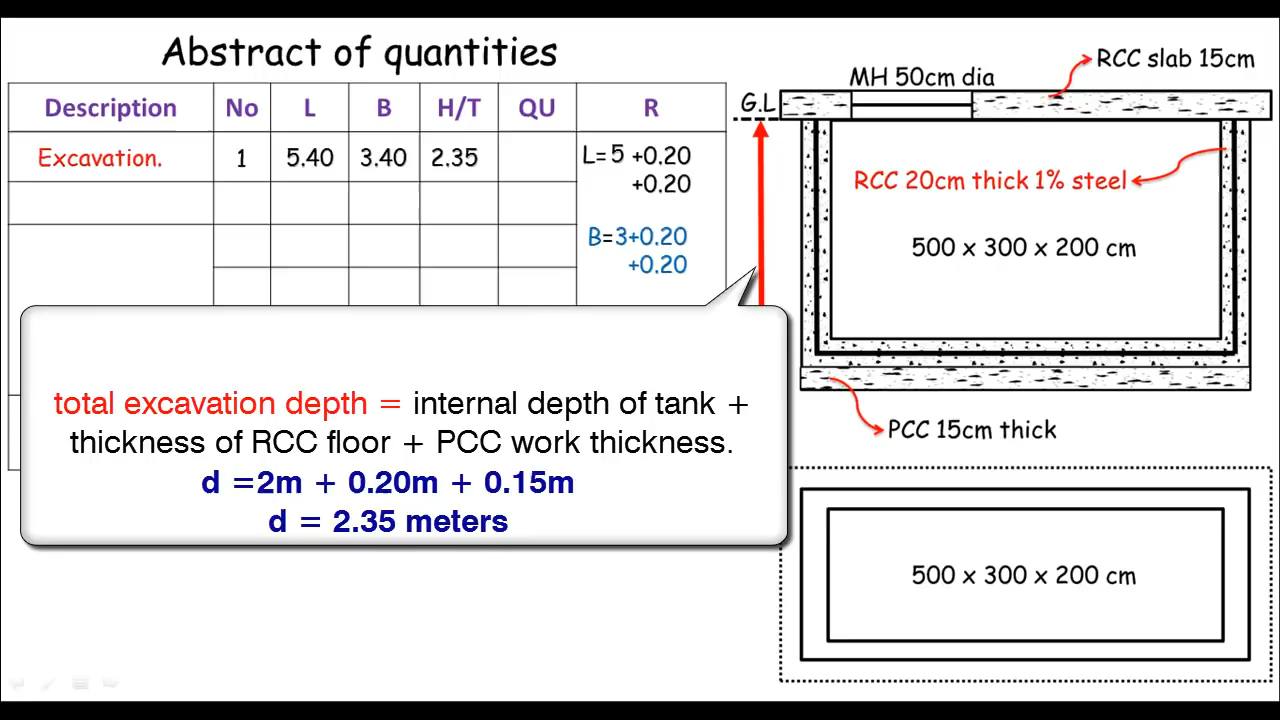 Abstract of quantities
Description No L B H/T QU R
Excavation. 1 5.40 3.40 2.35 L= 5 +0.20
+0.20
B=3+0.20
+0.20
total excavation depth = internal depth of tank +
thickness of RCC floor + PCC work thickness.
d =2m + 0.20m + 0.15m
d = 2.35 meters
MH 50cm dia
RCC slab 15cm
G.L
RCC 20cm thick 1% steel
500 x 300 x 200 cm
PCC 15cm thick
500 x 300 x 200 cm